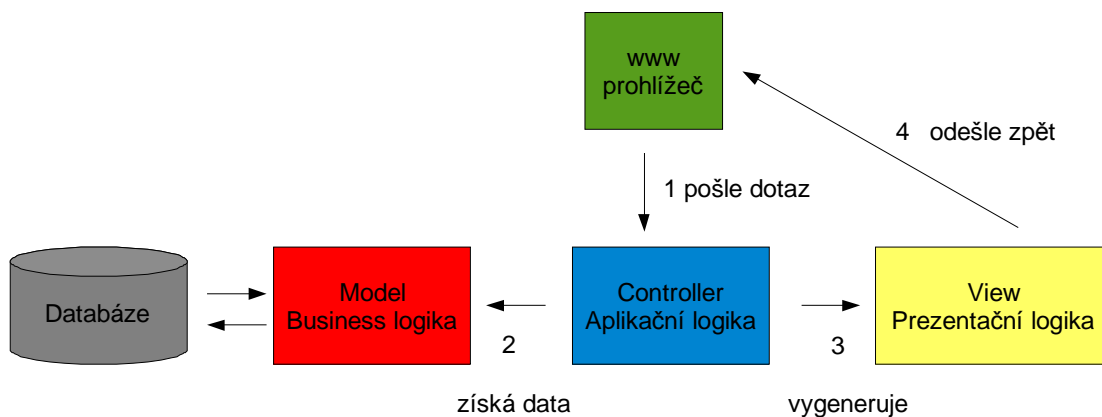 www
prohlížeč
4 odešle zpět
1 pošle dotaz
Databáze
Model
Business logika
Controller
Aplikační logika
View
Prezentační logika
2
3
získá data
vygeneruje